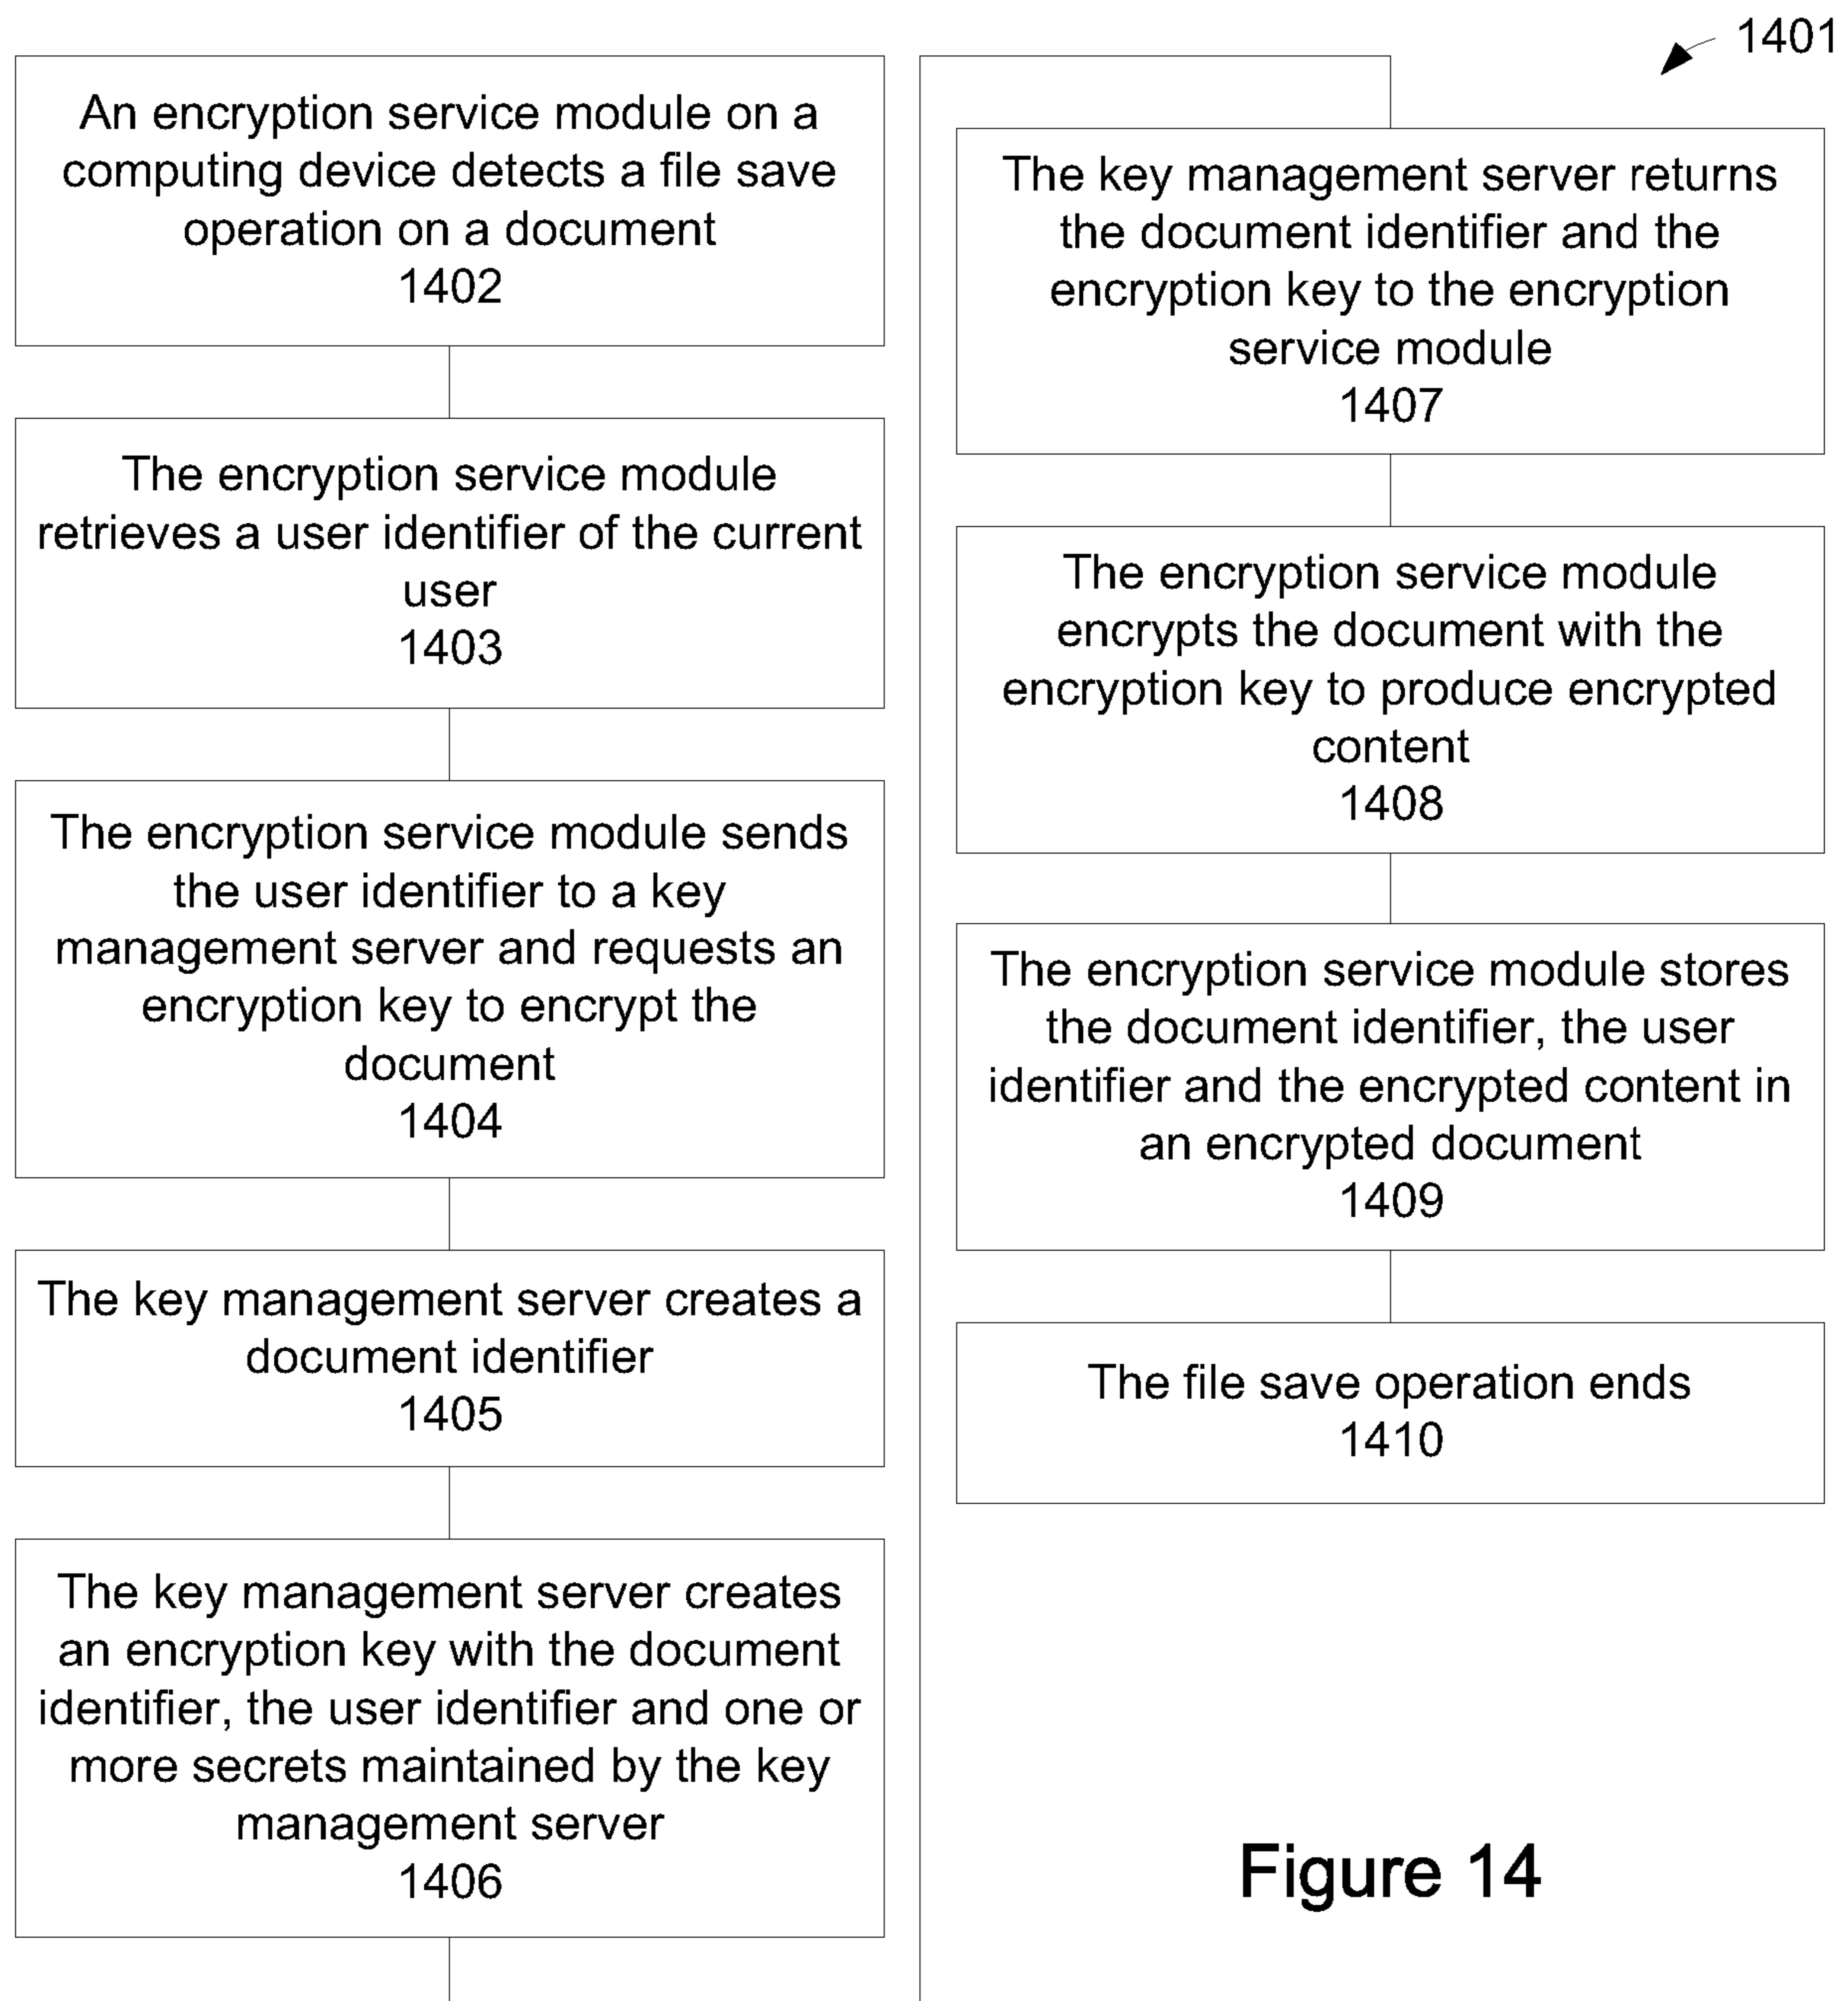 An encryption service module on a
computing device detects a file save
operation on a document
1402
The encryption service module
retrieves a user identifier of the current
user
1403
The encryption service module sends
the user identifier to a key
management server and requests an
encryption key to encrypt the
document
1404
The key management server creates a
document identifier
1405
The key management server creates
an encryption key with the document
identifier, the user identifier and one or
more secrets maintained by the key
management server
1406
1401
The key management server returns
the document identifier and the
encryption key to the encryption
service module
1407
The encryption service module
encrypts the document with the
encryption key to produce encrypted
content
1408
The encryption service module stores
the document identifier, the user
identifier and the encrypted content in
an encrypted document
1409
The file save operation ends
1410
Figure 14